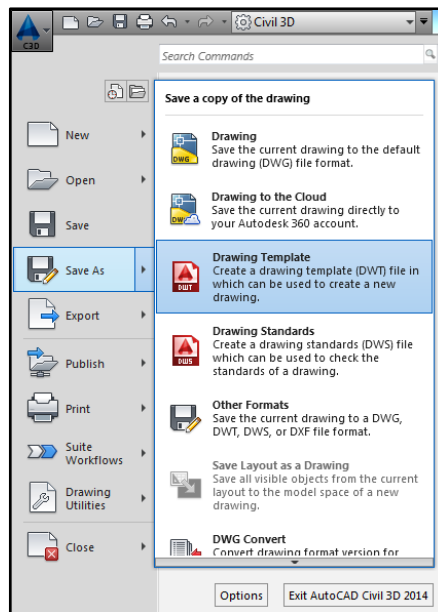 Civil 3D
C3D
Search Commands
Save a copy of the drawing
New
Open
Save
Save As
Export
Publish
Print
Suite
Workflows
Drawing
Utilities
Close
DWG
Drawing
Save the current drawing to the default
drawing (DWG) file format.
DWG
Drawing to the Cloud
Save the current drawing directly to
your Autodesk 360 account.
DWT
Drawing Template
Create a drawing template (DWT) file in
which can be used to create a new
drawing.
DWS
Drawing Standards
Create a drawing standards (DWS) file
which can be used to check the
standards of a drawing.
Other Formats
Save the current drawing to a DWG,
DWT, DWS, or DXF file format.
Save Layout as a Drawing
Save all visible objects from the current
layout to the model space of a new
drawing.
DWG Convert
Convert drawing format version for
Options
Exit AutoCAD Civil 3D 2014